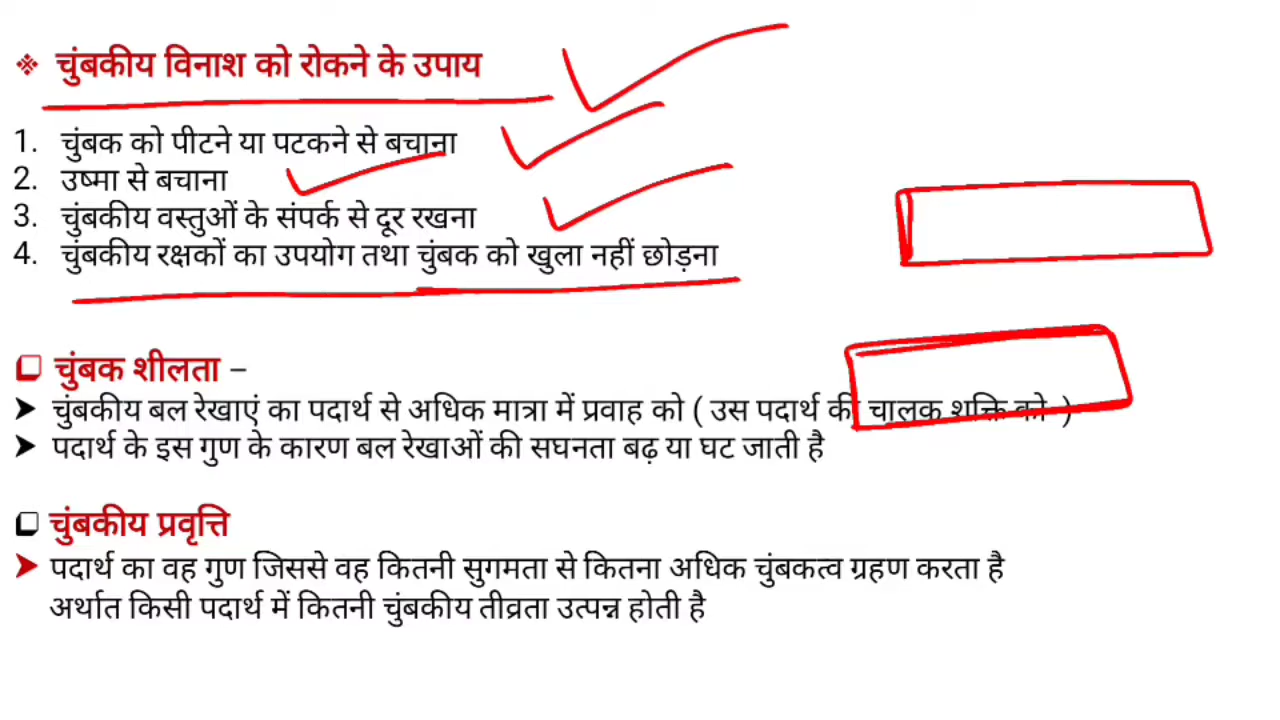 चुंबकीय विनाश को रोकने के उपाय
1. चुंबक को पीटने या पटकने से बचाना
2. उष्मा से बचाना
3. चुंबकीय वस्तुओं के संपर्क से दूर रखना
4. चुंबकीय रक्षकों का उपयोग तथा चुंबक को खुला नहीं छोड़ना
चुंबक शीलता –
चुंबकीय बल रेखाएं का पदार्थ से अधिक मात्रा में प्रवाह को ( उस पदार्थ की चालक शक्ति को )
पदार्थ के इस गुण के कारण बल रेखाओं की सघनता बढ़ या घट जाती है
चुंबकीय प्रवृत्ति
पदार्थ का वह गुण जिससे वह कितनी सुगमता से कितना अधिक चुंबकत्व ग्रहण करता है
अर्थात किसी पदार्थ में कितनी चुंबकीय तीव्रता उत्पन्न होती है